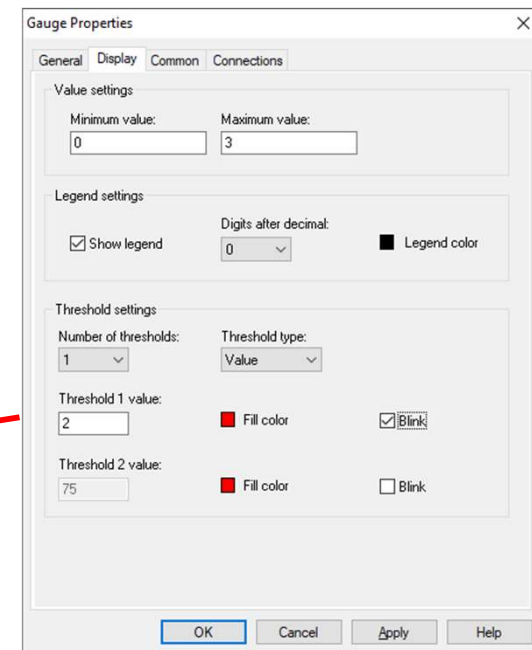 Gauge Properties
General Display Common Connections
Value settings
Minimum value: Maximum value:
0 3
Legend settings
Digits after decimal:
Show legend 0 Legend color
Threshold settings
Number of thresholds: Threshold type:
1 Value
Threshold 1 value:
2 Fill color Blink
Threshold 2 value:
75 Fill color Blink
OK Cancel Apply Help